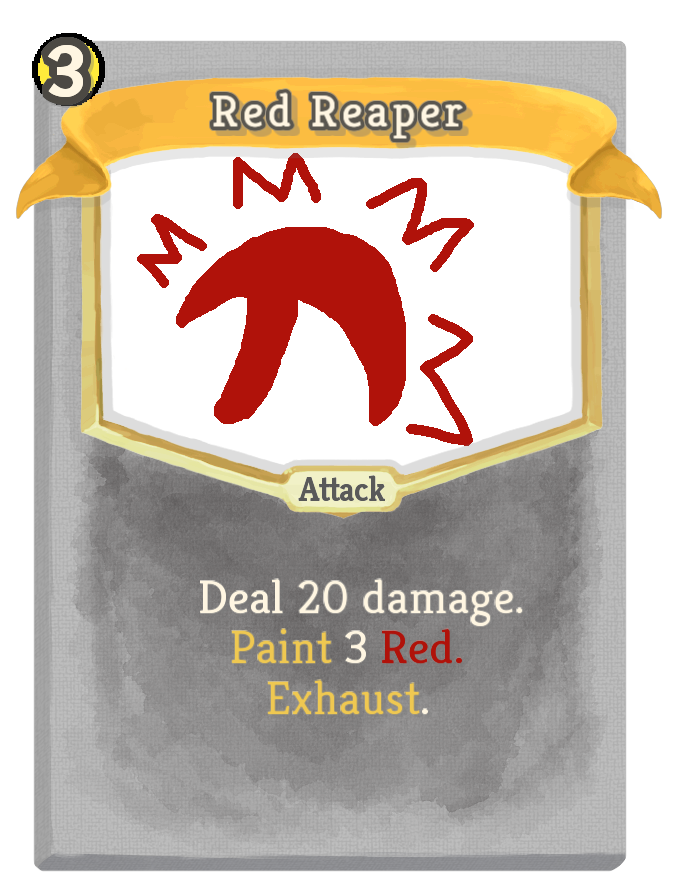 3
Red Reaper
Attack
Deal 20 damage.
Paint 3 Red.
Exhaust.